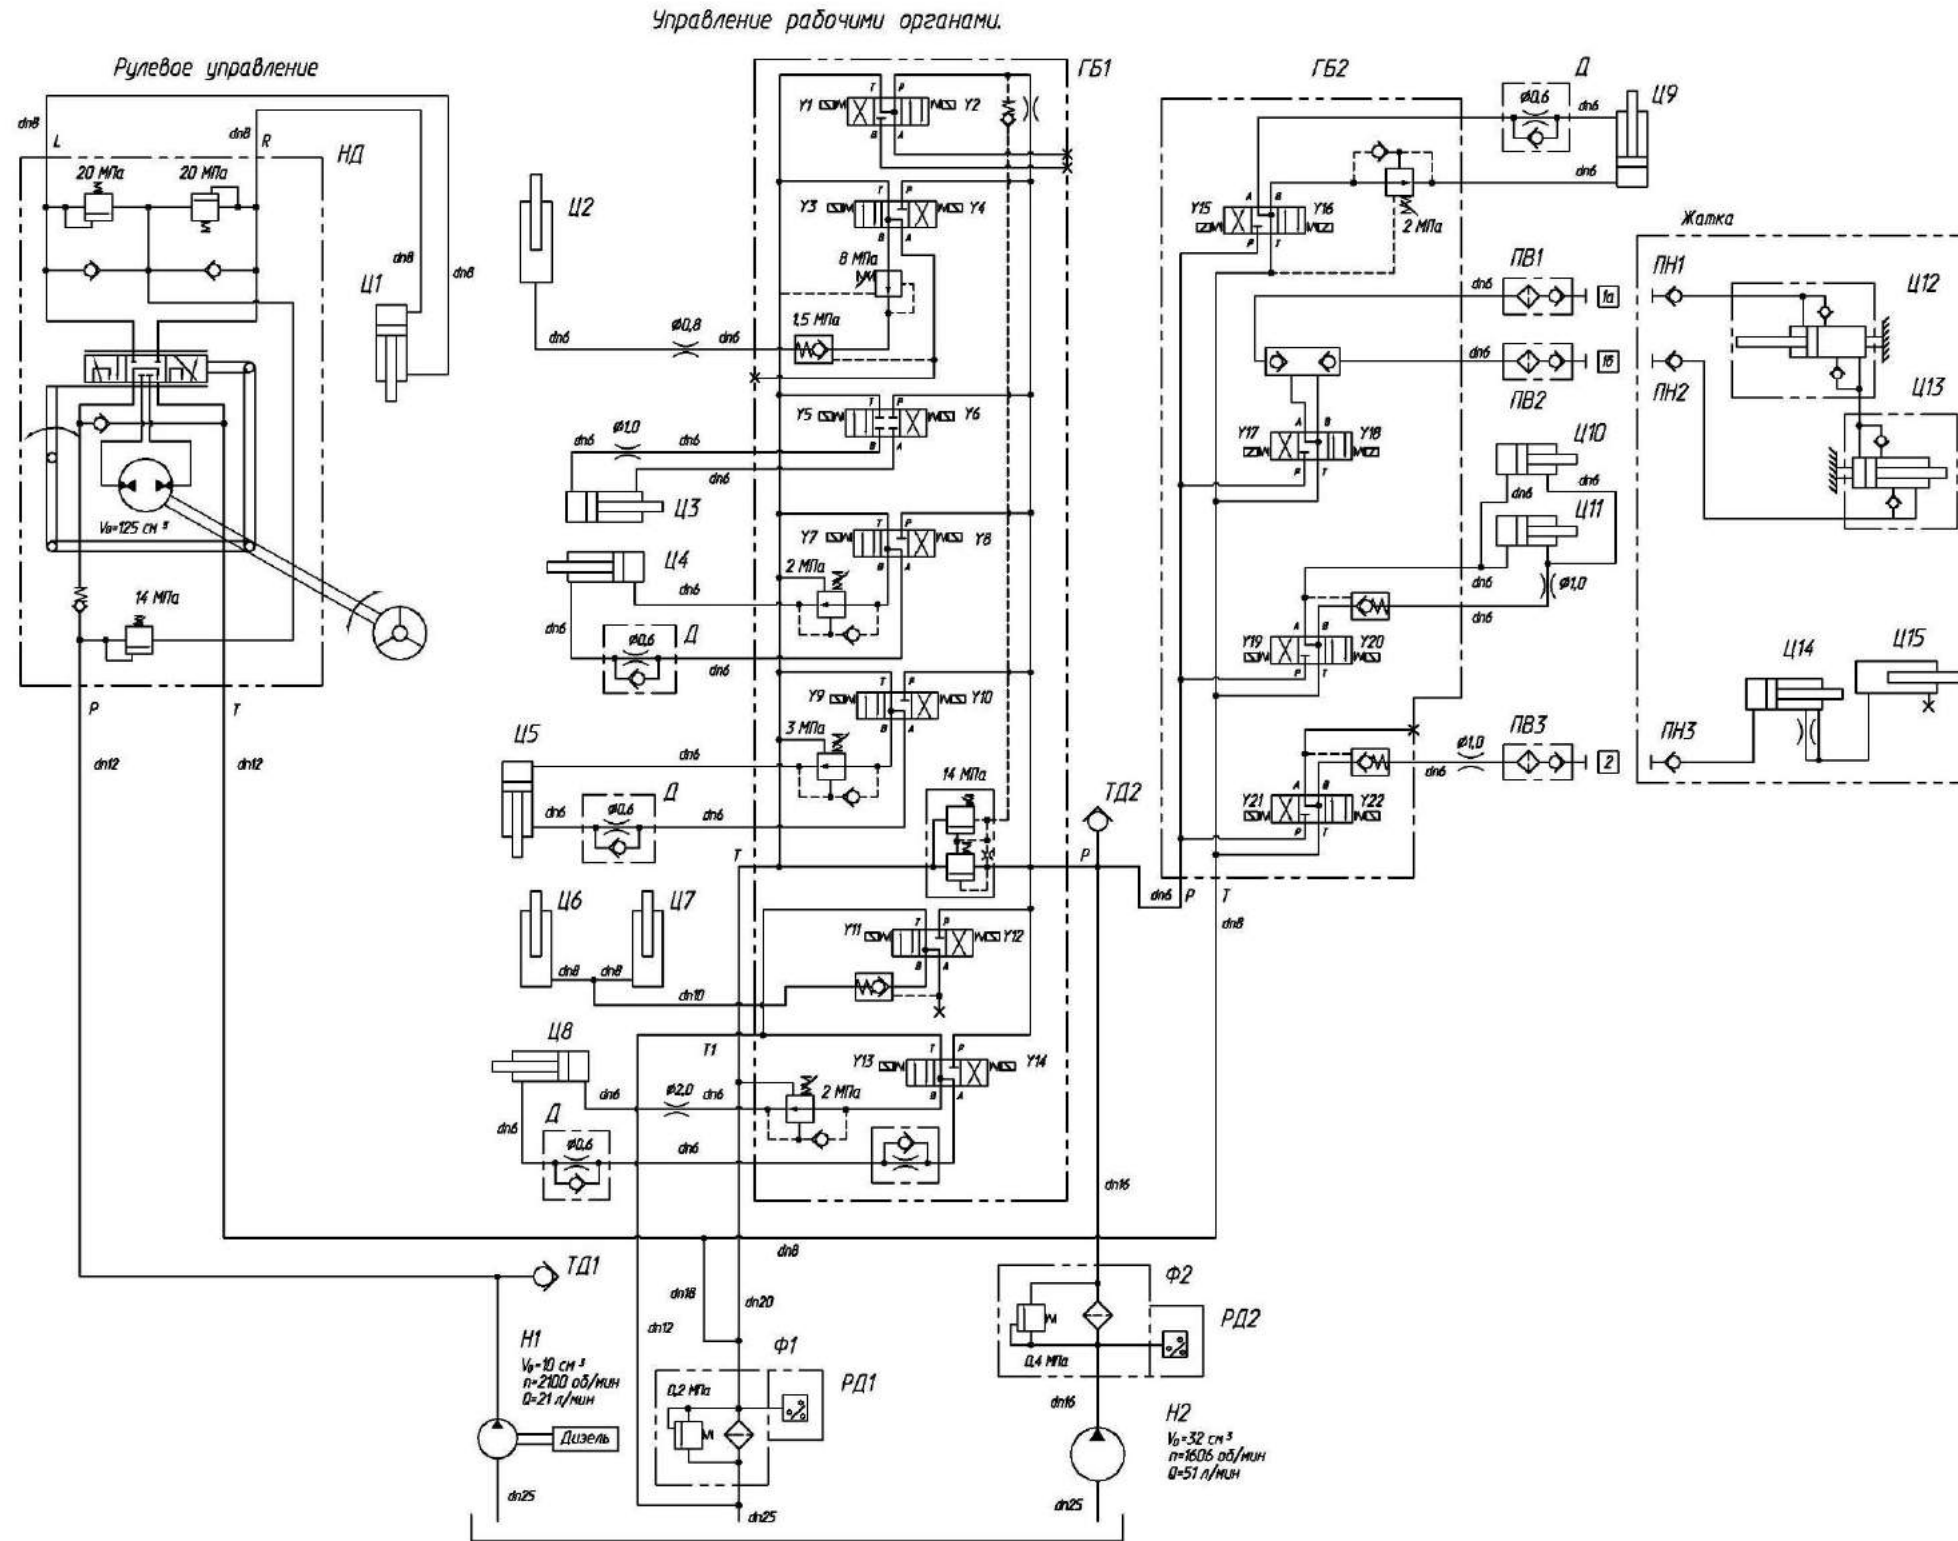 Управление рабочими органами.
Рулевое управление
dn8
L
dn8
R
НД
20 МПа
20 МПа
Ц1
dn8
dn8
V₀=125 см³
14 МПа
P
T
dn12
dn12
ГБ1
Y1
T
P
Y2
B
A
Ц2
Y3
T
P
Y4
B
A
8 МПа
1,5 МПа
dn6
Ø0,8
dn6
Y5
T
P
Y6
B
A
dn6
Ø1,0
dn6
dn6
Ц3
Y7
T
P
Y8
B
A
2 МПа
Ц4
dn6
dn6
Д
Ø0,6
dn6
Y9
T
P
Y10
B
A
3 МПа
Ц5
dn6
dn6
Д
Ø0,6
dn6
14 МПа
ТД2
T
P
Ц6
Ц7
dn8
dn8
dn10
Y11
T
P
Y12
B
A
Ц8
T1
Y13
T
P
Y14
B
A
dn6
Ø2,0
dn6
2 МПа
dn6
Д
Ø0,6
dn6
dn16
dn8
ТД1
dn18
dn20
dn12
Н1
V₀=10 см³
n=2100 об/мин
Q=21 л/мин
Дизель
dn25
Ф1
0,2 МПа
РД1
dn25
Ф2
РД2
0,4 МПа
dn16
Н2
V₀=32 см³
n=1606 об/мин
Q=51 л/мин
dn25
ГБ2
Д
Ø0,6
dn6
Ц9
dn6
A
B
Y15
Y16
P
T
2 МПа
ПВ1
dn6
1а
dn6
1б
ПВ2
A
B
Y17
Y18
P
T
Ц10
dn6
dn6
Ц11
dn6
Ø1,0
dn6
A
B
Y19
Y20
P
T
ПВ3
Ø1,0
dn6
2
A
B
Y21
Y22
P
T
dn6
P
T
dn8
Жатка
ПН1
Ц12
ПН2
Ц13
Ц14
Ц15
ПН3